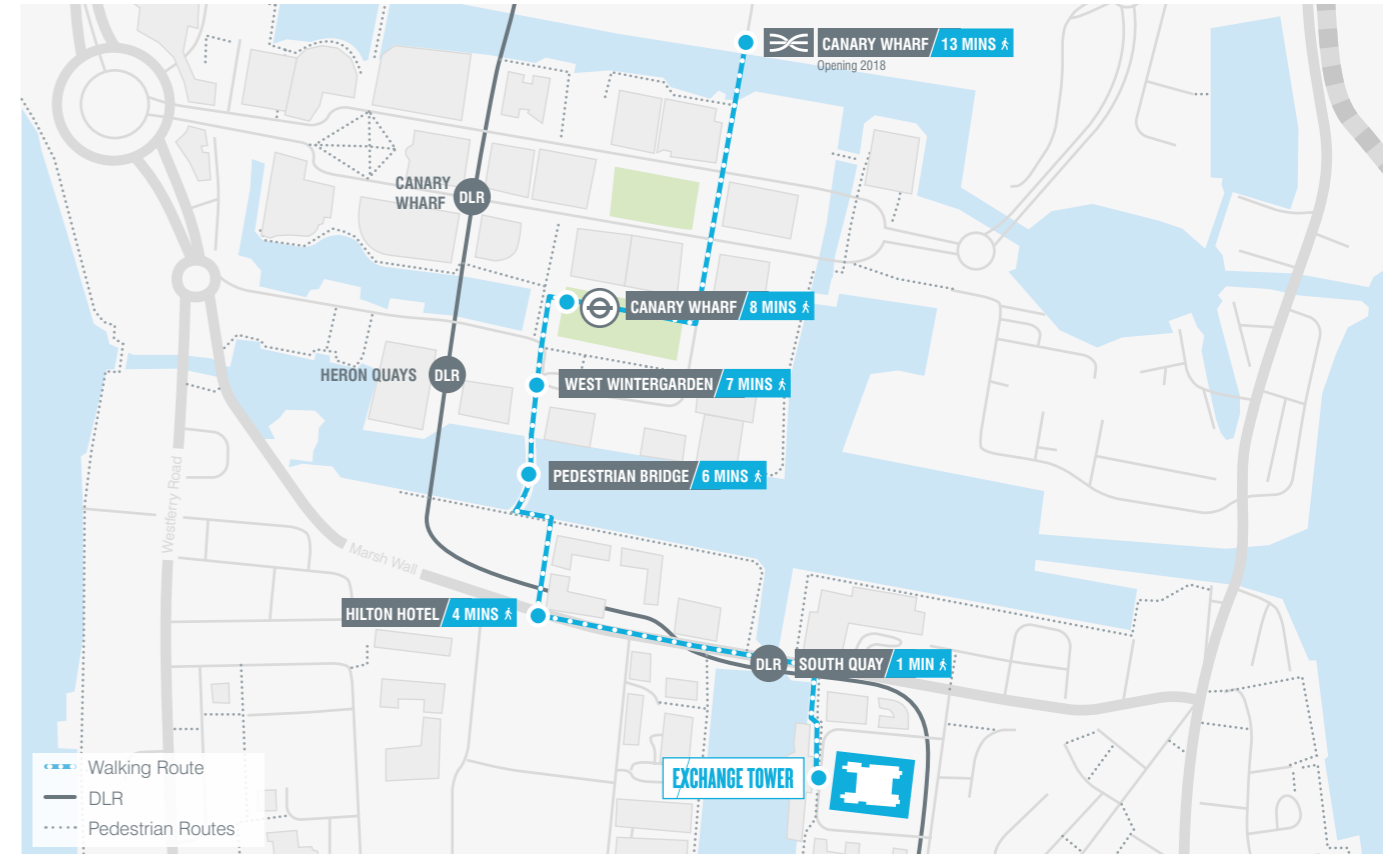 CANARY WHARF / 13 MINS
Opening 2018
CANARY
WHARF
DLR
CANARY WHARF / 8 MINS
HERON QUAYS
DLR
WEST WINTERGARDEN / 7 MINS
PEDESTRIAN BRIDGE / 6 MINS
Westferry Road
Marsh Wall
HILTON HOTEL / 4 MINS
DLR
SOUTH QUAY / 1 MIN
EXCHANGE TOWER
Walking Route
DLR
Pedestrian Routes